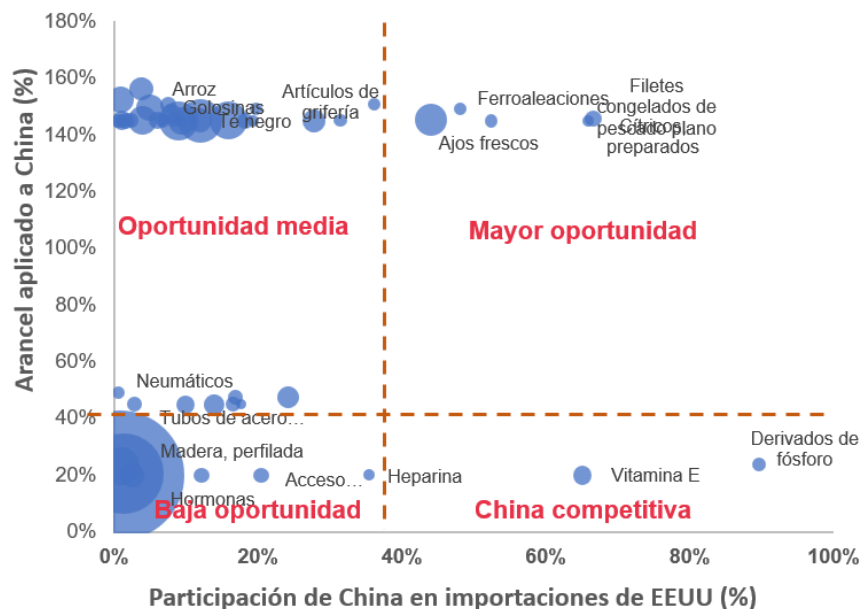 Arancel aplicado a China (%)
180%
160%
140%
120%
100%
80%
60%
40%
20%
0%
Arroz
Golosinas
Té negro
Artículos de
grifería
Ferroaleaciones
Ajos frescos
Filetes
congelados de
pescado plano
Cítricos,
preparados
Oportunidad media
Mayor oportunidad
Neumáticos
Tubos de acero…
Madera, perfilada
Hormonas
Acceso…
Heparina
Vitamina E
Derivados de
fósforo
Baja oportunidad
China competitiva
0%
20%
40%
60%
80%
100%
Participación de China en importaciones de EEUU (%)